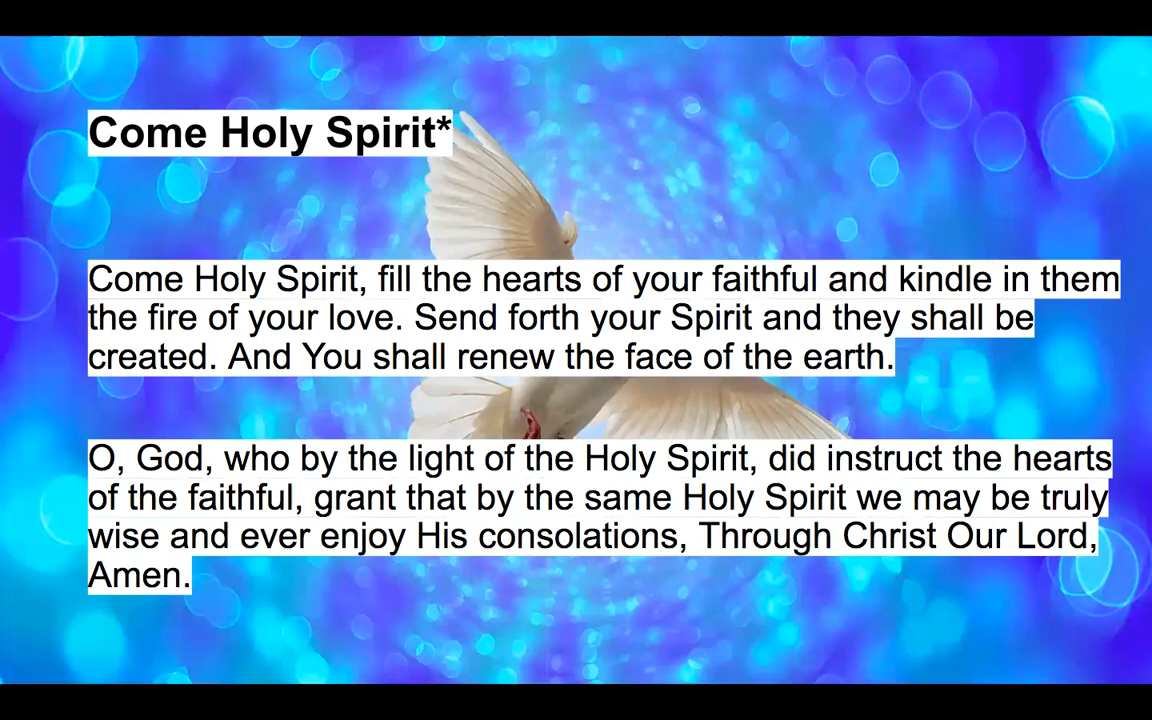 Come Holy Spirit*
Come Holy Spirit, fill the hearts of your faithful and kindle in them
the fire of your love. Send forth your Spirit and they shall be
created. And You shall renew the face of the earth.
O, God, who by the light of the Holy Spirit, did instruct the hearts
of the faithful, grant that by the same Holy Spirit we may be truly
wise and ever enjoy His consolations, Through Christ Our Lord,
Amen.